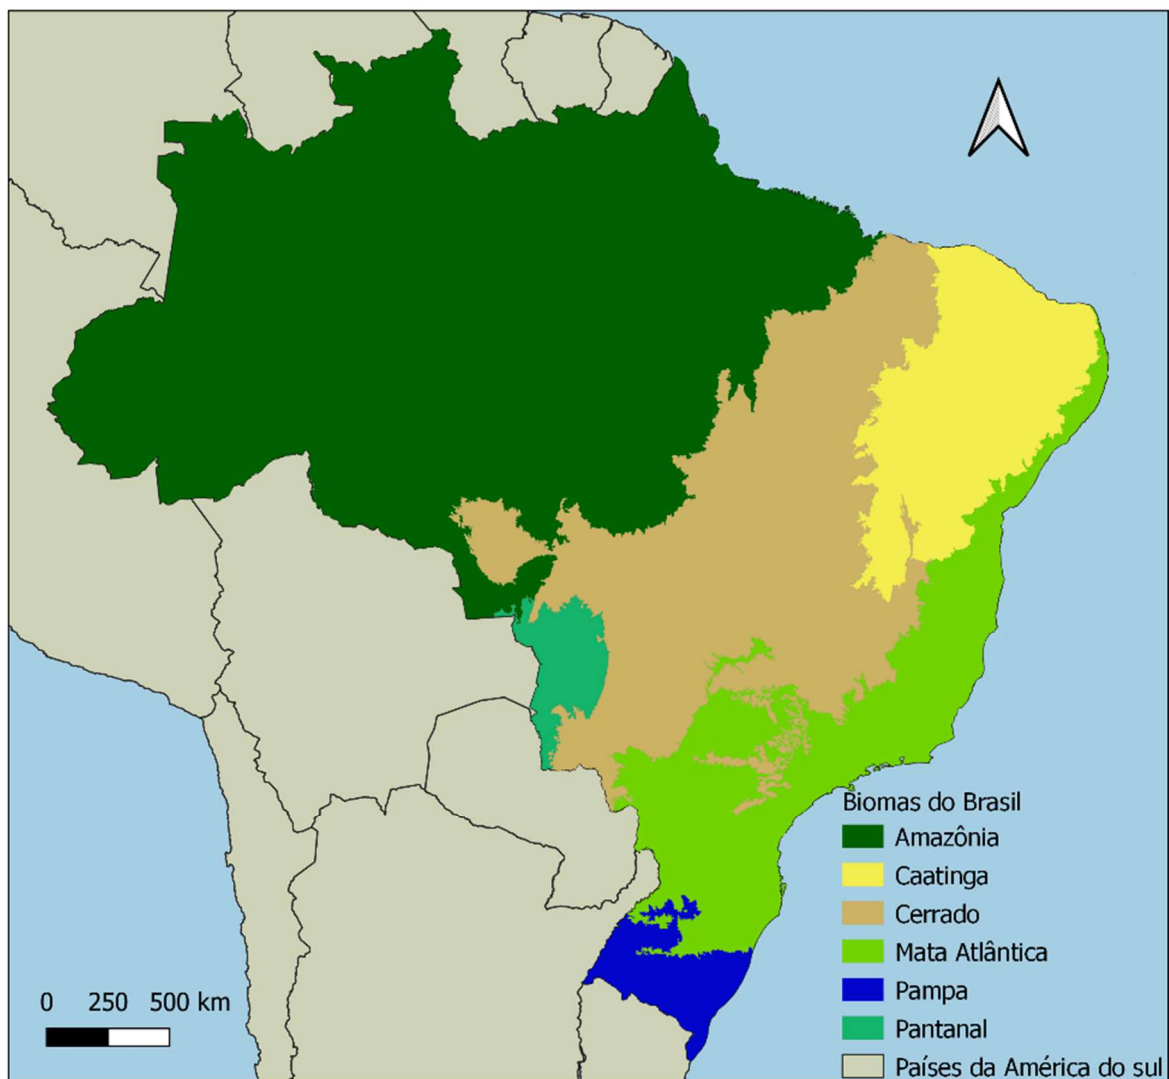 Biomas do Brasil
Amazônia
Caatinga
Cerrado
Mata Atlântica
Pampa
Pantanal
Países da América do sul
0 250 500 km